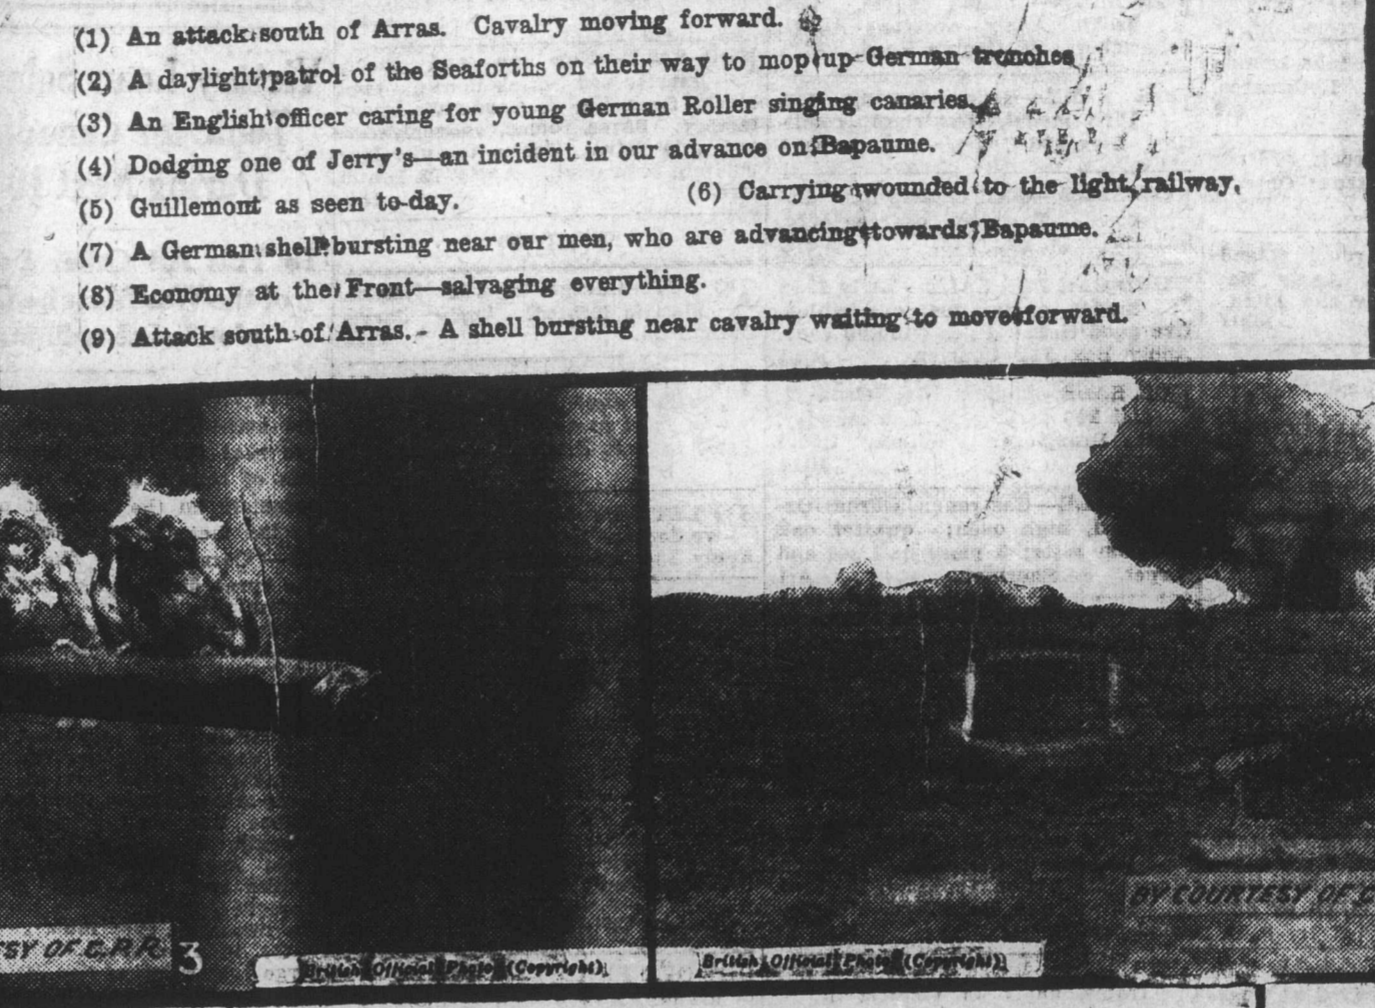 (1) An attack south of Arras. Cavalry moving forward.
(2) A daylight patrol of the Seaforths on their way to mop up German trenches
(3) An English officer caring for young German Roller singing canaries.
(4) Dodging one of Jerry's—an incident in our advance on Bapaume.
(5) Guillemont as seen to-day. (6) Carrying wounded to the light railway.
(7) A German shell bursting near our men, who are advancing towards Bapaume.
(8) Economy at the Front—salvaging everything.
(9) Attack south of Arras. - A shell bursting near cavalry waiting to move forward.
BY COURTESY OF C
SY OF C.P.R. 3
British Official Photo (Copyright)
British Official Photo (Copyright)